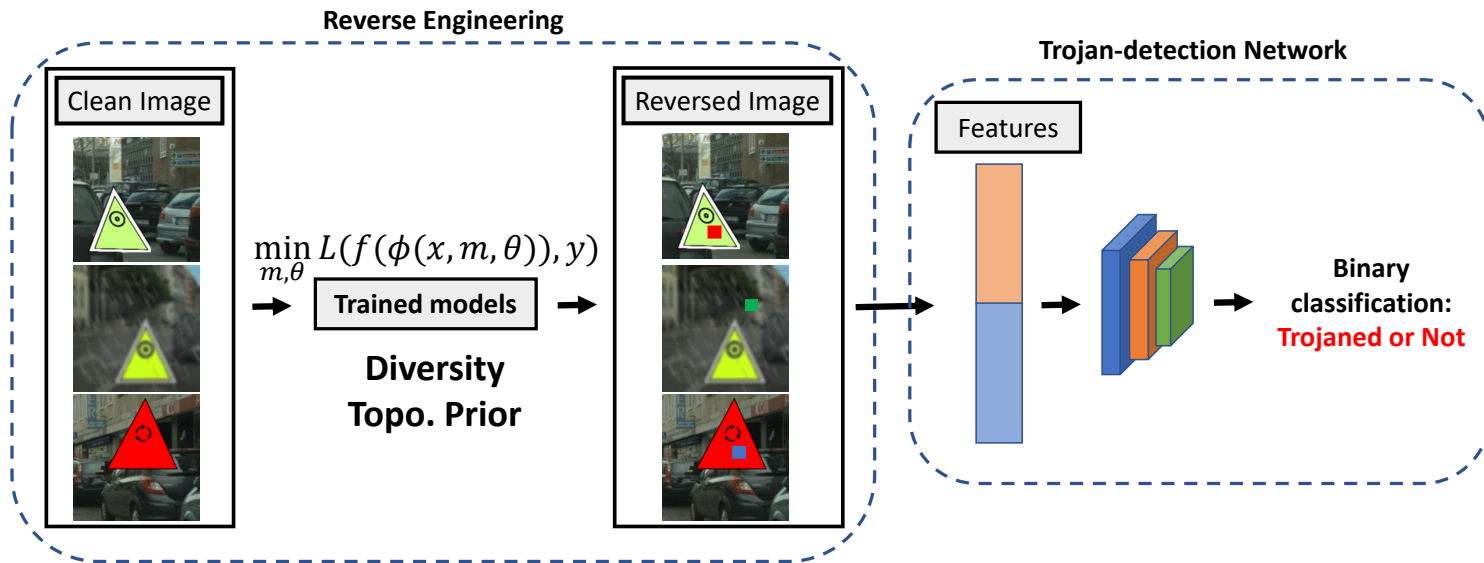 Reverse Engineering
Trojan-detection Network
Clean Image
Reversed Image
Features
min L(f(ϕ(x, m, θ)), y)
m,θ
Trained models
Diversity
Topo. Prior
Binary
classification:
Trojaned or Not